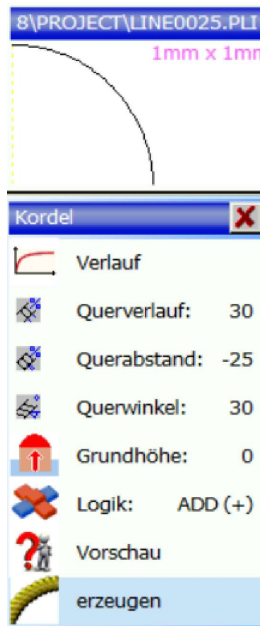 8\PROJECT\LINE0025.PLI
1mm x 1mm
Kordel
Verlauf
Querverlauf: 30
Querabstand: -25
Querwinkel: 30
Grundhöhe: 0
Logik: ADD (+)
Vorschau
erzeugen